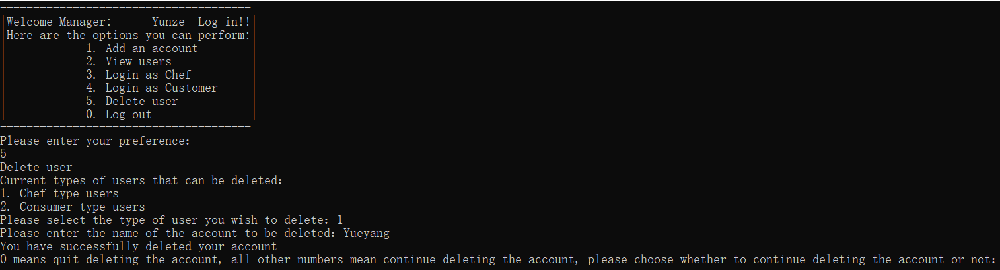 Welcome Manager: Yunze Log in!!
Here are the options you can perform:
1. Add an account
2. View users
3. Login as Chef
4. Login as Customer
5. Delete user
0. Log out
Please enter your preference:
5
Delete user
Current types of users that can be deleted:
1. Chef type users
2. Consumer type users
Please select the type of user you wish to delete: 1
Please enter the name of the account to be deleted: Yueyang
You have successfully deleted your account
0 means quit deleting the account, all other numbers mean continue deleting the account, please choose whether to continue deleting the account or not: